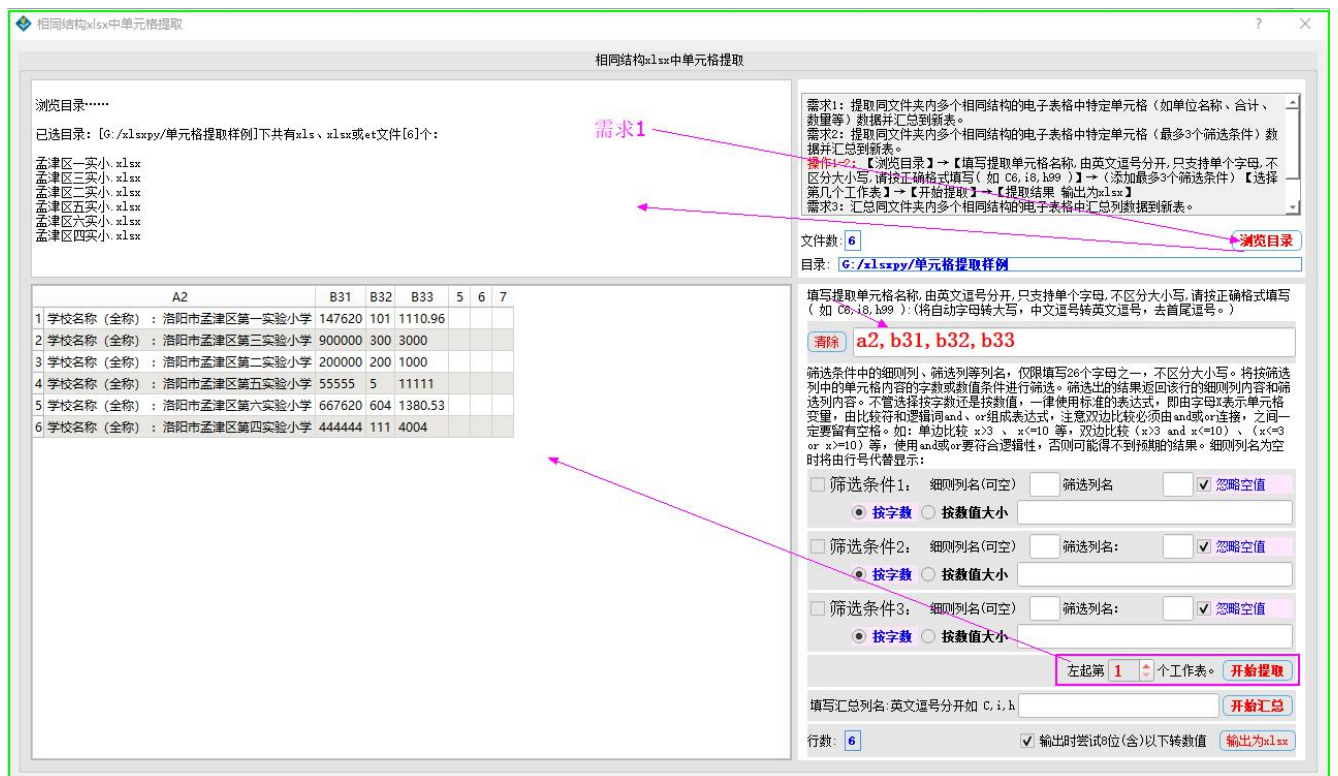 相同结构xlsx中单元格提取
? ×
相同结构xlsx中单元格提取
浏览目录……
已选目录：[G:/xlsxpy/单元格提取样例]下共有xls、xlsx或et文件[6]个：
孟津区一实小.xlsx
孟津区三实小.xlsx
孟津区二实小.xlsx
孟津区五实小.xlsx
孟津区六实小.xlsx
孟津区四实小.xlsx
需求1
需求1：提取同文件夹内多个相同结构的电子表格中特定单元格（如单位名称、合计、
数量等）数据并汇总到新表。
需求2：提取同文件夹内多个相同结构的电子表格中特定单元格（最多3个筛选条件）数
据并汇总到新表。
操作1-2：【浏览目录】→【填写提取单元格名称,由英文逗号分开,只支持单个字母,不
区分大小写,请按正确格式填写( 如 C6,i8,h99 )】→（添加最多3个筛选条件）【选择
第几个工作表】→【开始提取】→【提取结果 输出为xlsx】
需求3：汇总同文件夹内多个相同结构的电子表格中汇总列数据到新表。
文件数: 6 浏览目录
目录: G:/xlsxpy/单元格提取样例
A2 B31 B32 B33 5 6 7
1 学校名称（全称）：洛阳市孟津区第一实验小学 147620 101 1110.96
2 学校名称（全称）：洛阳市孟津区第三实验小学 900000 300 3000
3 学校名称（全称）：洛阳市孟津区第二实验小学 200000 200 1000
4 学校名称（全称）：洛阳市孟津区第五实验小学 55555 5 11111
5 学校名称（全称）：洛阳市孟津区第六实验小学 667620 604 1380.53
6 学校名称（全称）：洛阳市孟津区第四实验小学 444444 111 4004
填写提取单元格名称,由英文逗号分开,只支持单个字母,不区分大小写,请按正确格式填写
( 如 C6,i8,h99 ):(将自动字母转大写，中文逗号转英文逗号，去首尾逗号。)
清除 a2,b31,b32,b33
筛选条件中的细则列、筛选列等列名，仅限填写26个字母之一，不区分大小写。将按筛选
列中的单元格内容的字数或数值条件进行筛选。筛选出的结果返回该行的细则列内容和筛
选列内容。不管选择按字数还是按数值，一律使用标准的表达式，即由字母X表示单元格
变量，由比较符和逻辑词and、or组成表达式，注意双边比较必须由and或or连接，之间一
定要留有空格。如：单边比较 x>3 、 x<=10 等，双边比较（x>3 and x<=10）、（x<=3
or x>=10）等，使用and或or要符合逻辑性，否则可能得不到预期的结果。细则列名为空
时将由行号代替显示：
筛选条件1： 细则列名(可空) 筛选列名 忽略空值
按字数 按数值大小
筛选条件2： 细则列名(可空) 筛选列名: 忽略空值
按字数 按数值大小
筛选条件3： 细则列名(可空) 筛选列名: 忽略空值
按字数 按数值大小
左起第 1 个工作表。 开始提取
填写汇总列名:英文逗号分开如 C,i,h 开始汇总
行数: 6 输出时尝试8位(含)以下转数值 输出为xlsx